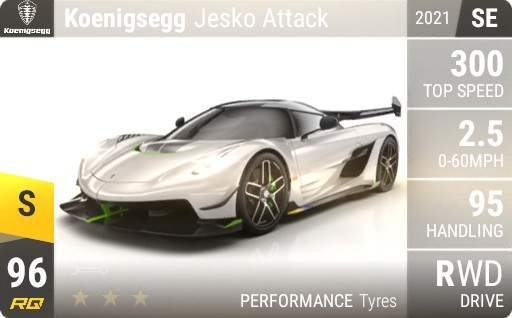 Koenigsegg
Koenigsegg Jesko Attack
2021 SE
300
TOP SPEED
2.5
0-60MPH
95
HANDLING
RWD
DRIVE
S
96
RQ
PERFORMANCE Tyres